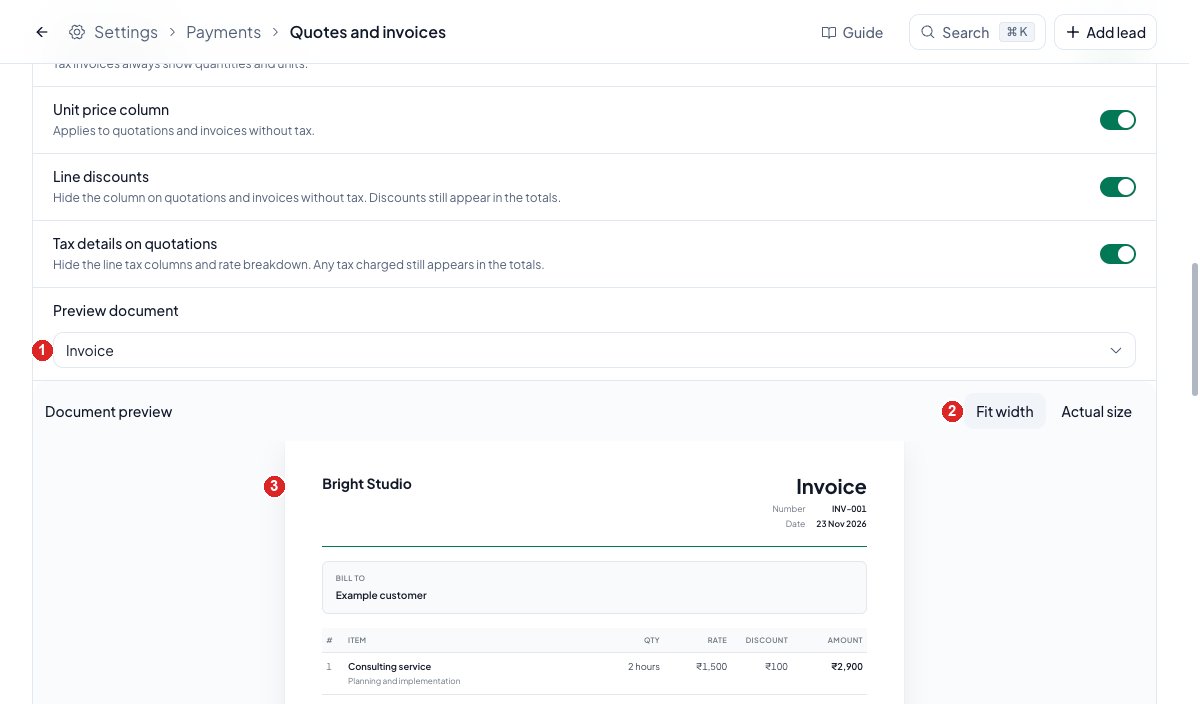 Settings > Payments > Quotes and invoices
Guide
Search ⌘ K
+ Add lead
Tax invoices always show quantities and units.
Unit price column
Applies to quotations and invoices without tax.
Line discounts
Hide the column on quotations and invoices without tax. Discounts still appear in the totals.
Tax details on quotations
Hide the line tax columns and rate breakdown. Any tax charged still appears in the totals.
Preview document
1 Invoice
Document preview
2 Fit width Actual size
3 Bright Studio Invoice
Number INV-001
Date 23 Nov 2026
BILL TO
Example customer
# ITEM QTY RATE DISCOUNT AMOUNT
1 Consulting service 2 hours ₹1,500 ₹100 ₹2,900
Planning and implementation